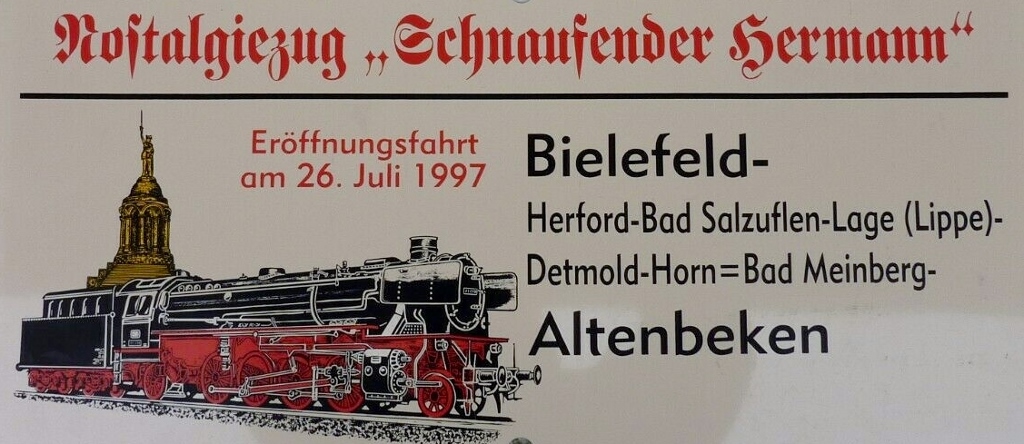 Nostalgiezug „Schnaufender Hermann“
Eröffnungsfahrt
am 26. Juli 1997
Bielefeld-
Herford-Bad Salzuflen-Lage (Lippe)-
Detmold-Horn=Bad Meinberg-
Altenbeken